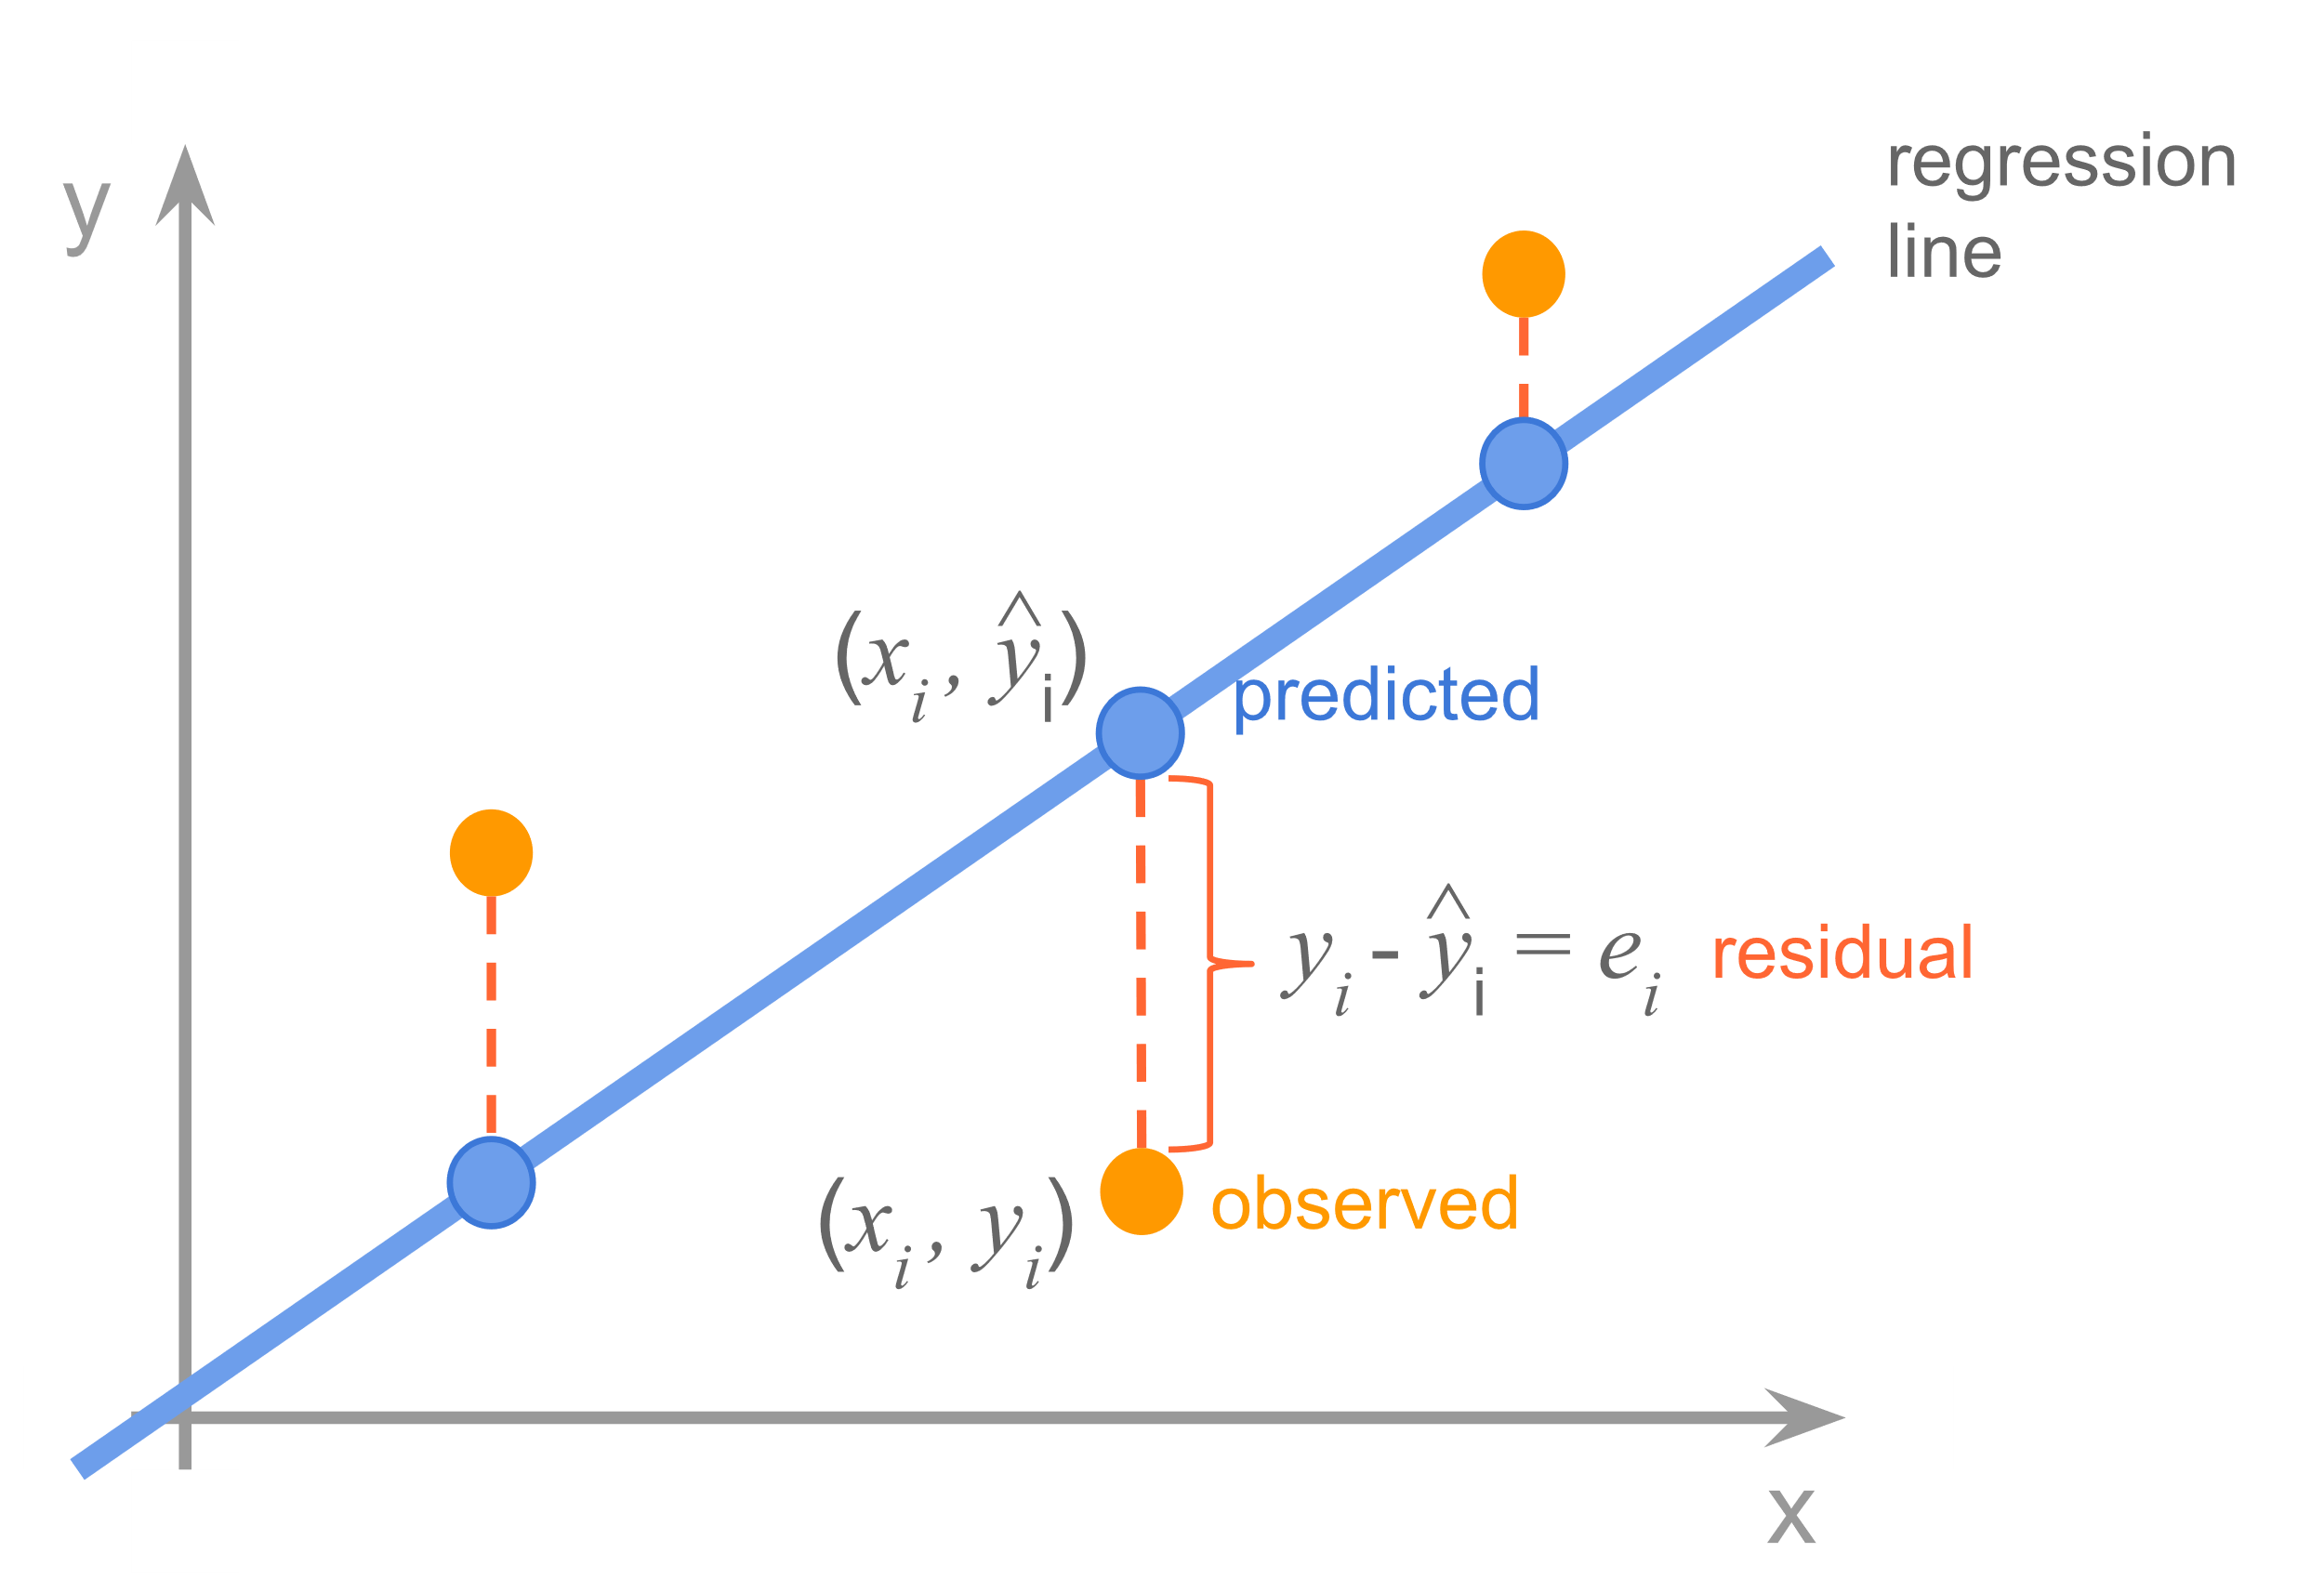 y
regression
line
(xᵢ, ŷᵢ)
predicted
yᵢ - ŷᵢ = eᵢ residual
(xᵢ, yᵢ)
observed
x